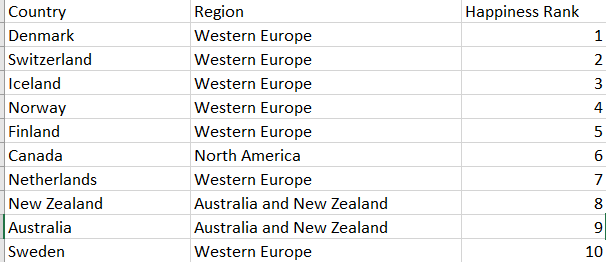 Country Region Happiness Rank
Denmark Western Europe 1
Switzerland Western Europe 2
Iceland Western Europe 3
Norway Western Europe 4
Finland Western Europe 5
Canada North America 6
Netherlands Western Europe 7
New Zealand Australia and New Zealand 8
Australia Australia and New Zealand 9
Sweden Western Europe 10